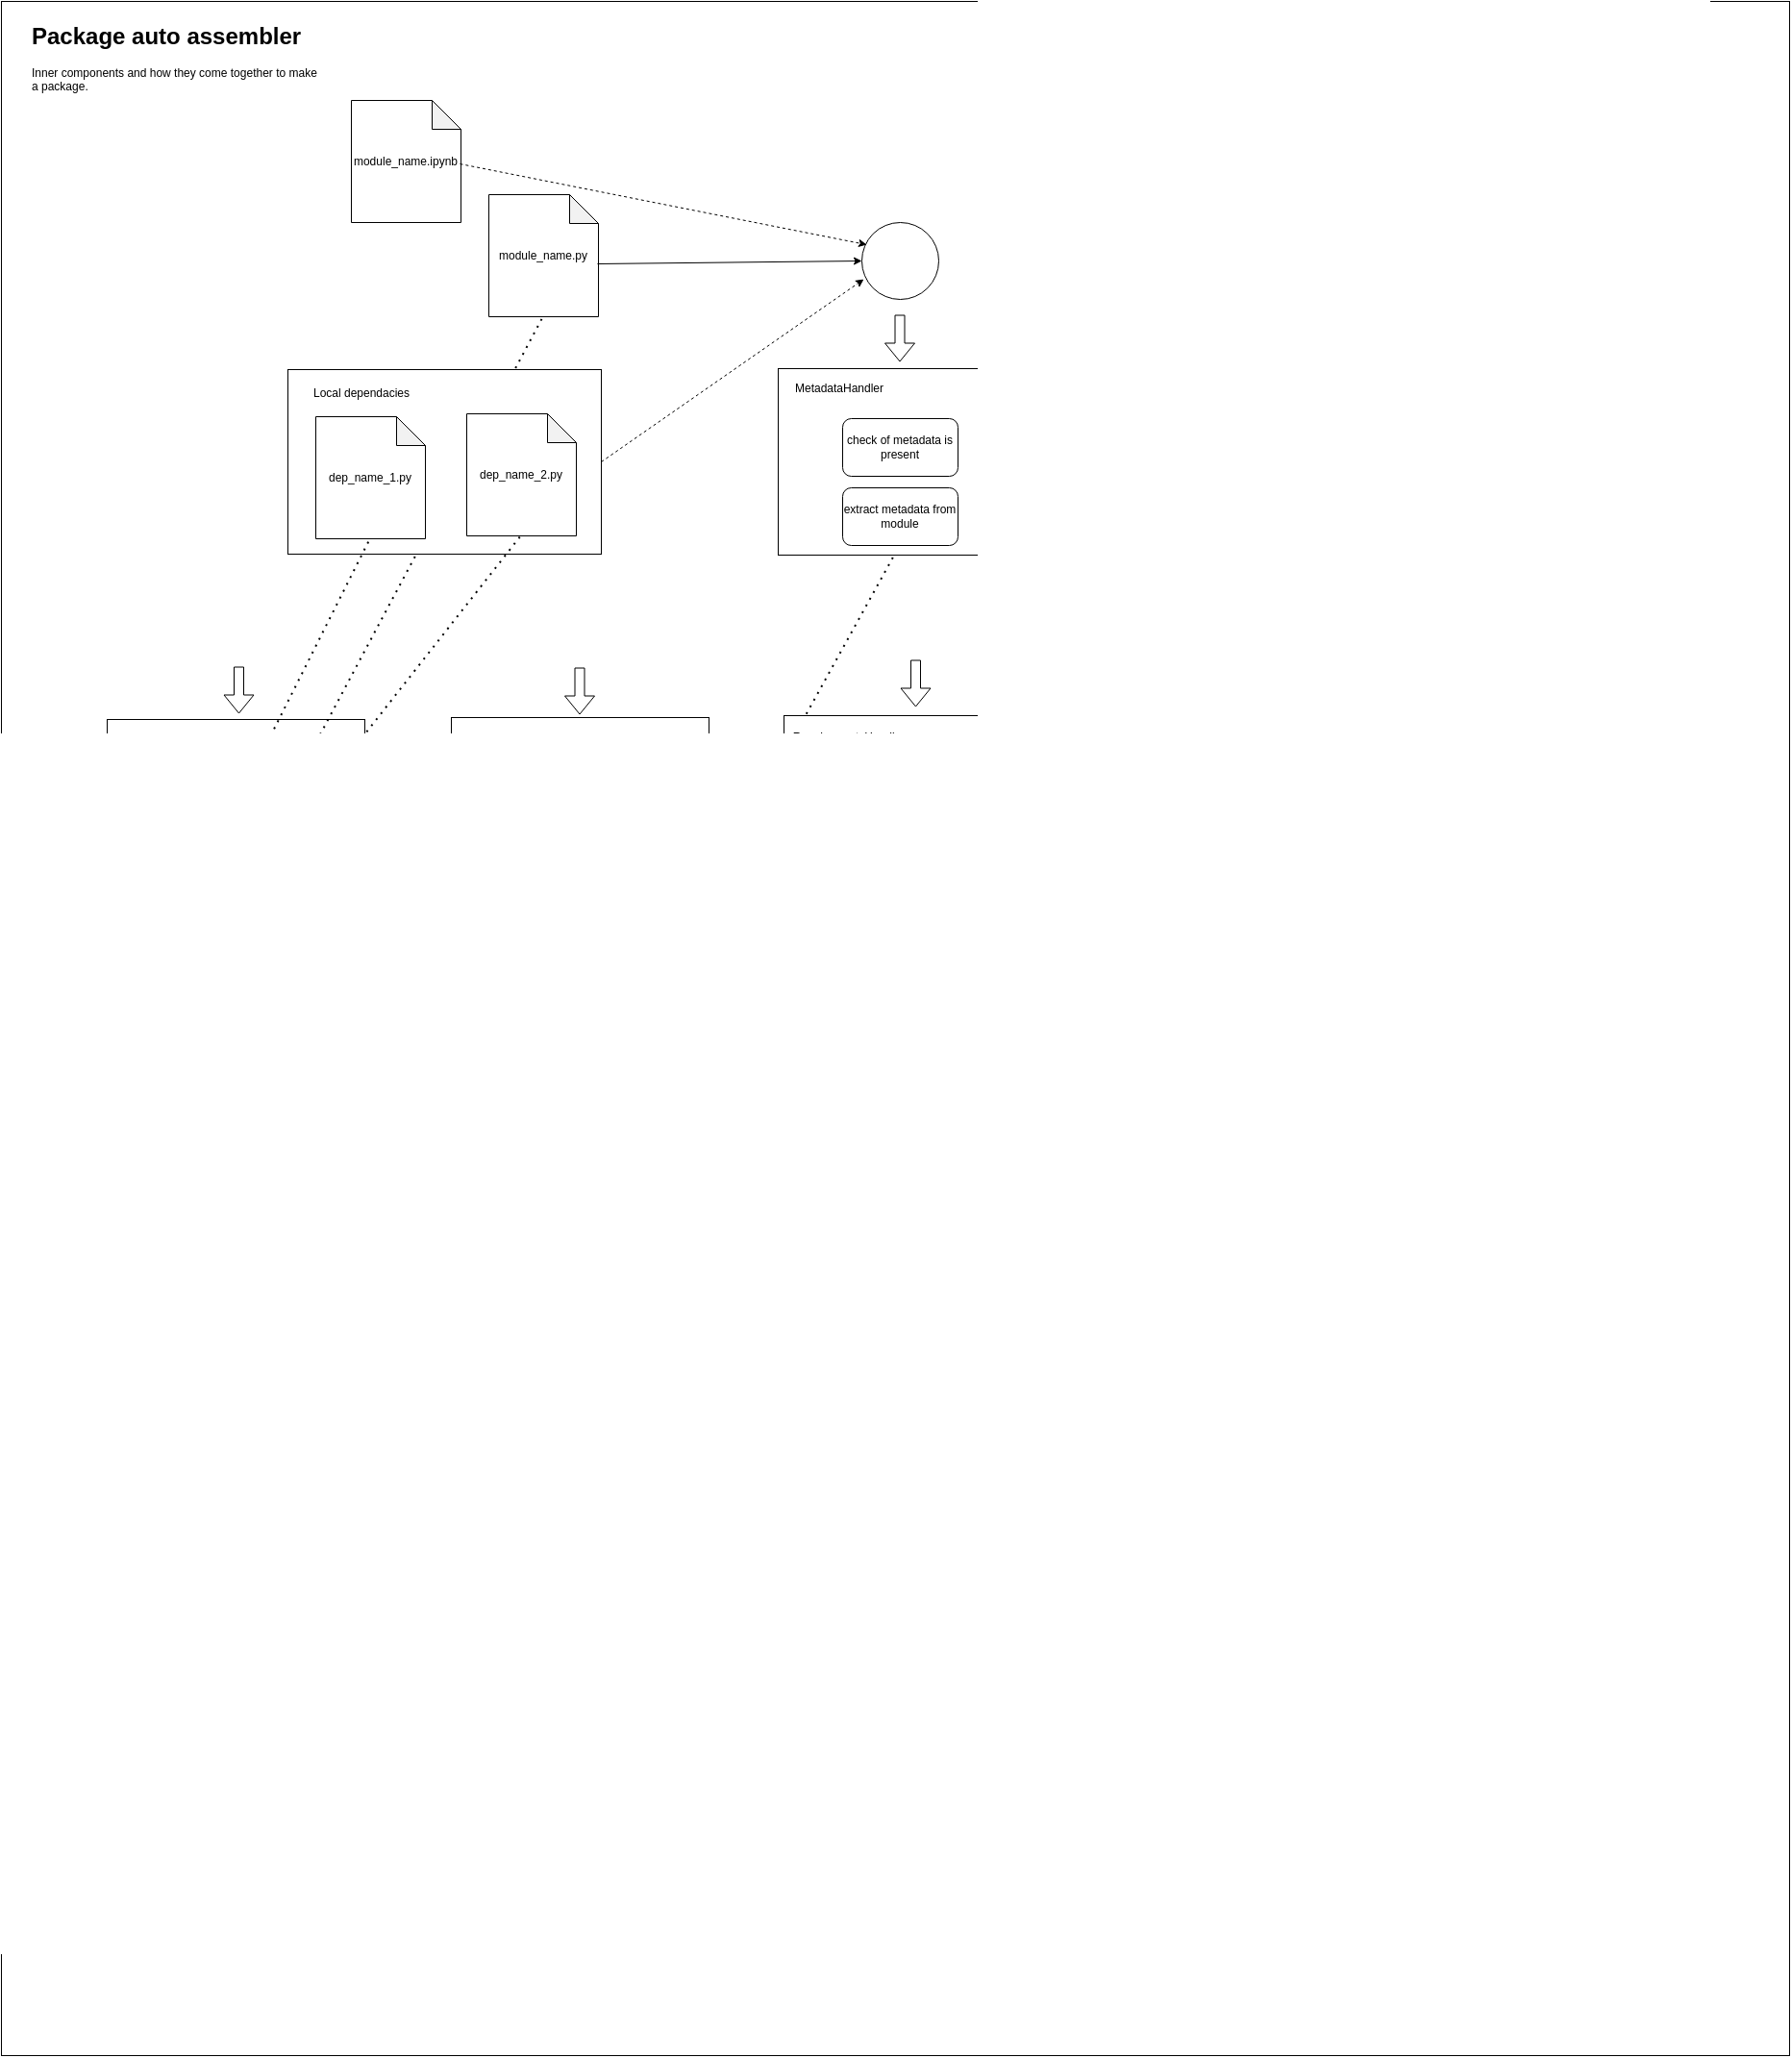 Package auto assembler
Inner components and how they come together to make
a package.
module_name.ipynb
module_name.py
Local dependacies
MetadataHandler
dep_name_1.py
dep_name_2.py
check of metadata is
present
extract metadata from
module